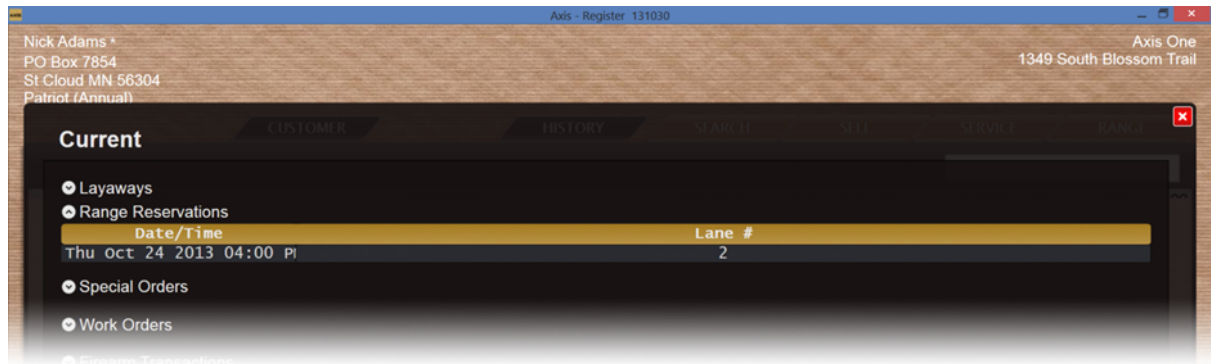 Axis - Register 131030
Nick Adams *
PO Box 7854
St Cloud MN 56304
Patriot (Annual)
Axis One
1349 South Blossom Trail
CUSTOMER HISTORY SEARCH SELL SERVICE RANGE
Current
Layaways
Range Reservations
Date/Time Lane #
Thu Oct 24 2013 04:00 P 2
Special Orders
Work Orders
Firearm Transactions